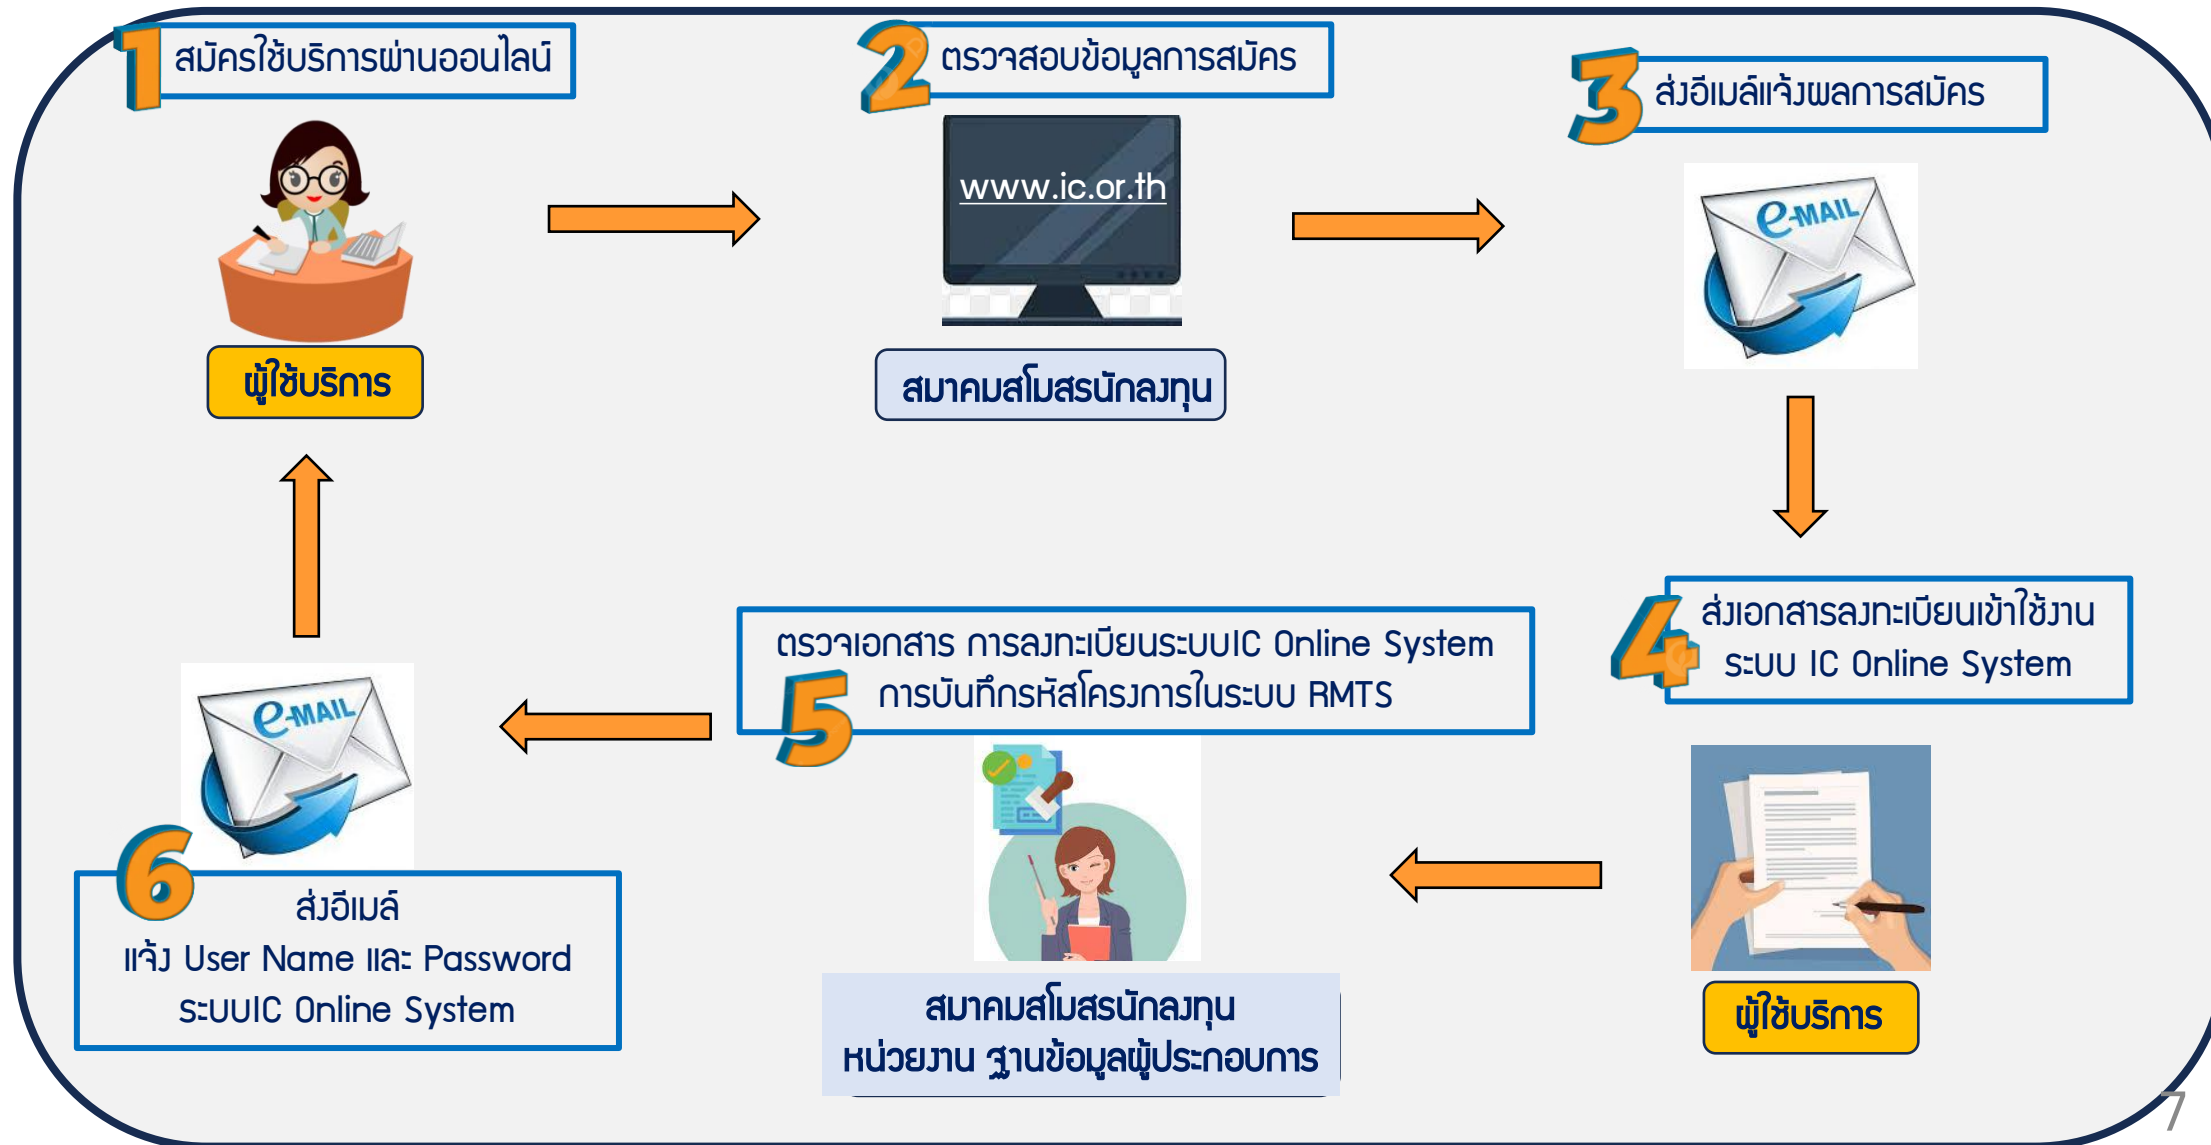 1 สมัครใช้บริการผ่านออนไลน์
2 ตรวจสอบข้อมูลการสมัคร
3 ส่งอีเมล์แจ้งผลการสมัคร
www.ic.or.th
e-MAIL
ผู้ใช้บริการ
สมาคมสโมสรนักลงทุน
4 ส่งเอกสารลงทะเบียนเข้าใช้งาน
ระบบ IC Online System
ตรวจเอกสาร การลงทะเบียนระบบIC Online System
5 การบันทึกรหัสโครงการในระบบ RMTS
e-MAIL
6
ส่งอีเมล์
แจ้ง User Name และ Password
ระบบIC Online System
สมาคมสโมสรนักลงทุน
หน่วยงาน ฐานข้อมูลผู้ประกอบการ
ผู้ใช้บริการ
7